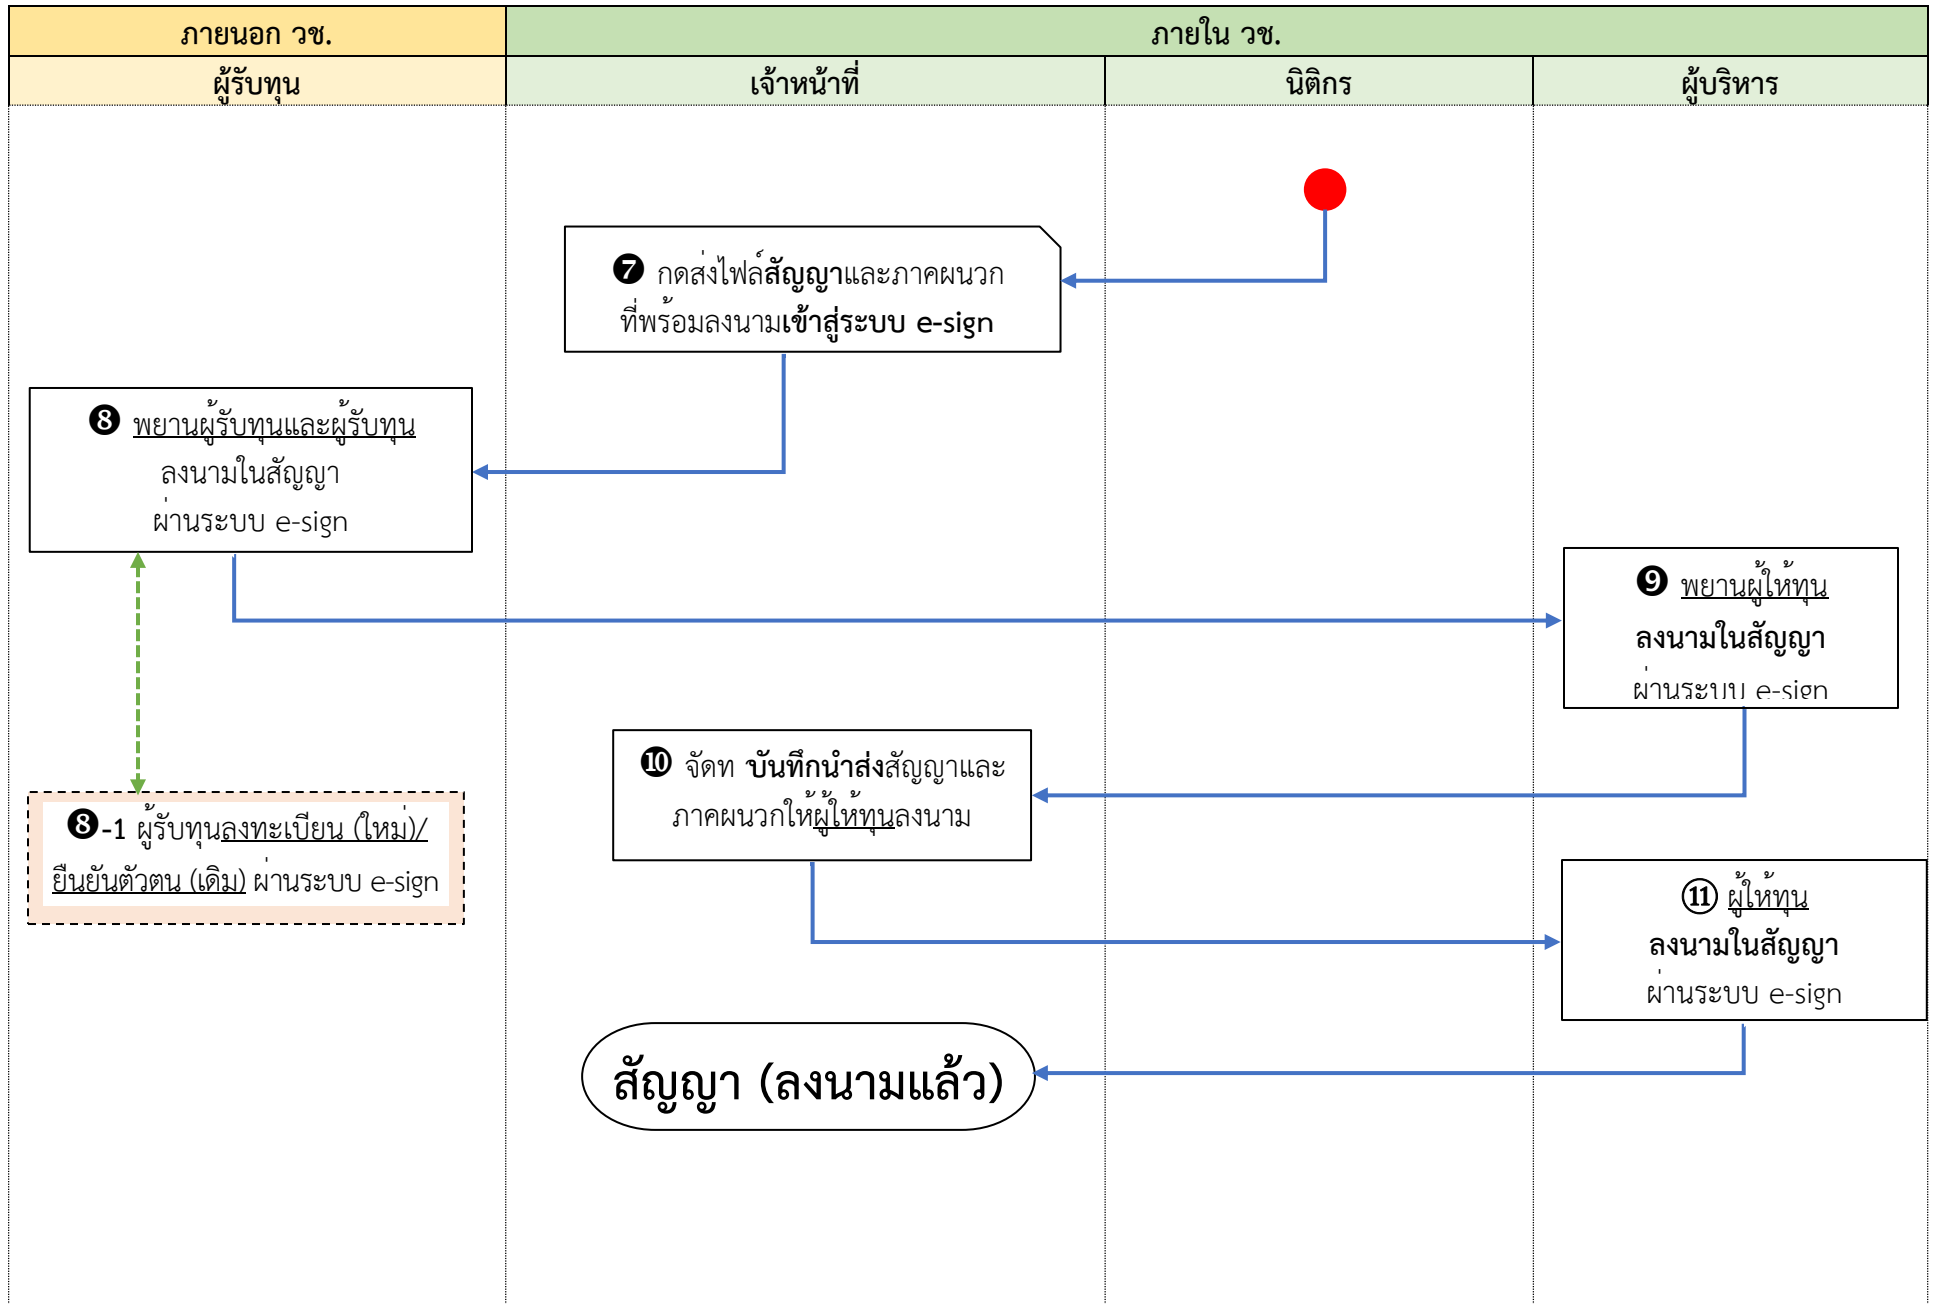 ภายนอก วช.
ภายใน วช.
ผู้รับทุน
เจ้าหน้าที่
นิติกร
ผู้บริหาร
❼ กดส่งไฟล์สัญญาและภาคผนวก
ที่พร้อมลงนามเข้าสู่ระบบ e-sign
❽ พยานผู้รับทุนและผู้รับทุน
ลงนามในสัญญา
ผ่านระบบ e-sign
❾ พยานผู้ให้ทุน
ลงนามในสัญญา
ผ่านระบบ e-sign
❿ จัดท บันทึกนำส่งสัญญาและ
ภาคผนวกให้ผู้ให้ทุนลงนาม
❽-1 ผู้รับทุนลงทะเบียน (ใหม่)/
ยืนยันตัวตน (เดิม) ผ่านระบบ e-sign
⑪ ผู้ให้ทุน
ลงนามในสัญญา
ผ่านระบบ e-sign
สัญญา (ลงนามแล้ว)